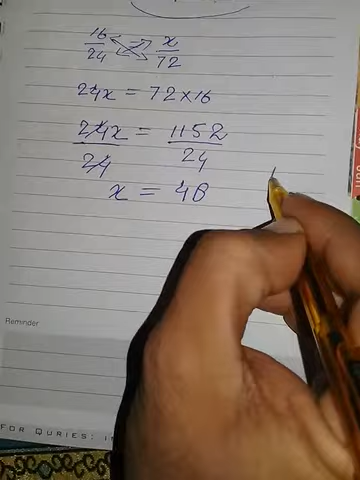 16/24 = x/72
24x = 72×16
24x/24 = 1152/24
x = 48
Reminder
FOR QURIES: